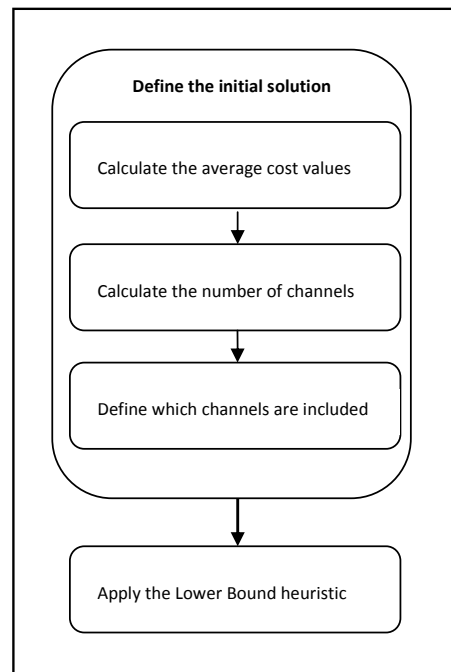 Define the initial solution
Calculate the average cost values
Calculate the number of channels
Define which channels are included
Apply the Lower Bound heuristic